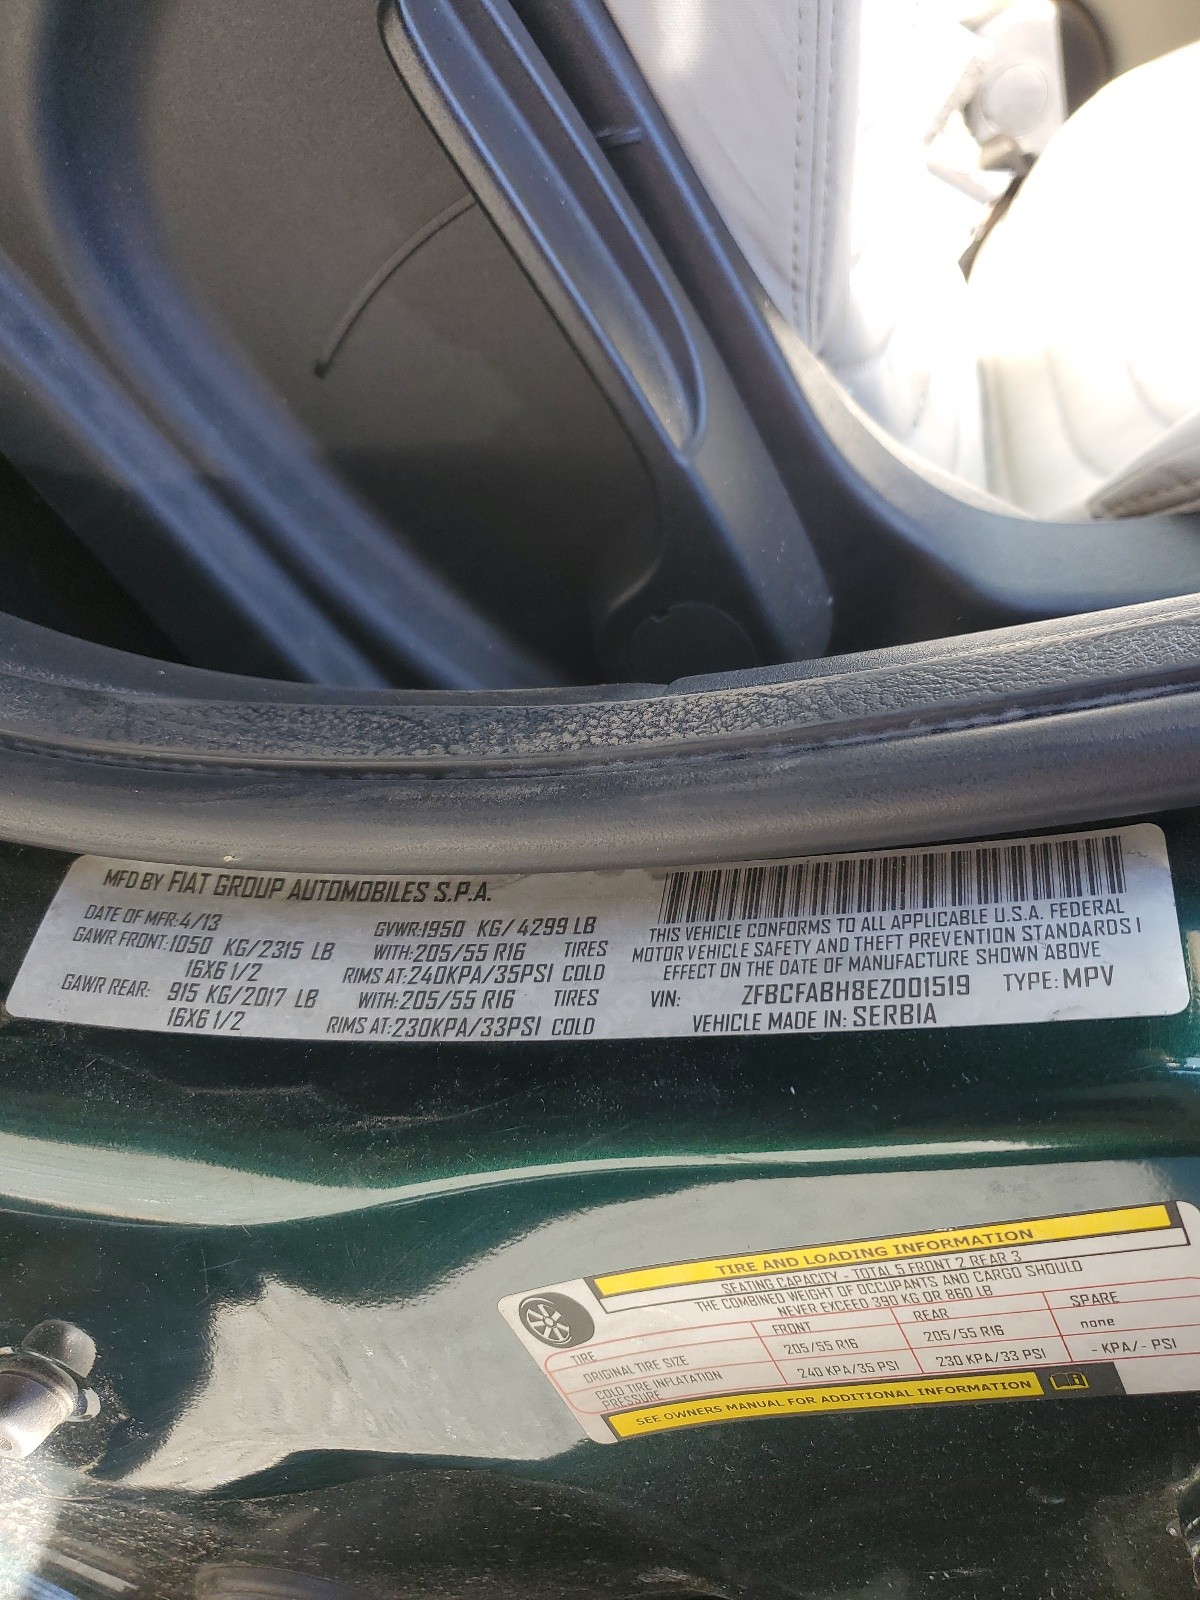 MFD BY FIAT GROUP AUTOMOBILES S.P.A.
DATE OF MFR:4/13 GVWR:1950 KG/ 4299 LB
GAWR FRONT:1050 KG/2315 LB WITH:205/55 R16 TIRES
16X6 1/2 RIMS AT:240KPA/35PSI COLD
GAWR REAR: 915 KG/2017 LB WITH:205/55 R16 TIRES
16X6 1/2 RIMS AT:230KPA/33PSI COLD
THIS VEHICLE CONFORMS TO ALL APPLICABLE U.S.A. FEDERAL
MOTOR VEHICLE SAFETY AND THEFT PREVENTION STANDARDS I
EFFECT ON THE DATE OF MANUFACTURE SHOWN ABOVE
VIN: ZFBCFABH8EZ001519 TYPE: MPV
VEHICLE MADE IN: SERBIA
TIRE AND LOADING INFORMATION
SEATING CAPACITY - TOTAL 5 FRONT 2 REAR 3
THE COMBINED WEIGHT OF OCCUPANTS AND CARGO SHOULD
NEVER EXCEED 390 KG OR 860 LB
TIRE FRONT REAR SPARE
ORIGINAL TIRE SIZE 205/55 R16 205/55 R16 none
COLD TIRE INFLATATION PRESSURE 240 KPA/35 PSI 230 KPA/33 PSI - KPA/- PSI
SEE OWNERS MANUAL FOR ADDITIONAL INFORMATION